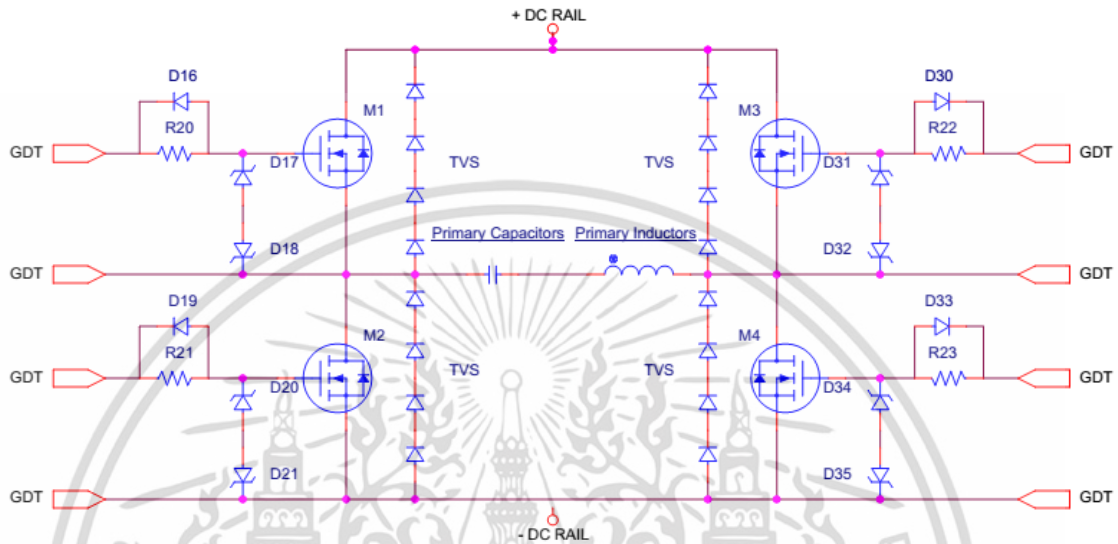 + DC RAIL
D16
D30
R20
M1
M3
R22
GDT
D17
TVS
TVS
D31
GDT
D18
Primary Capacitors
Primary Inductors
D32
GDT
GDT
D19
D33
R21
M2
M4
R23
GDT
D20
TVS
TVS
D34
GDT
D21
D35
GDT
GDT
- DC RAIL